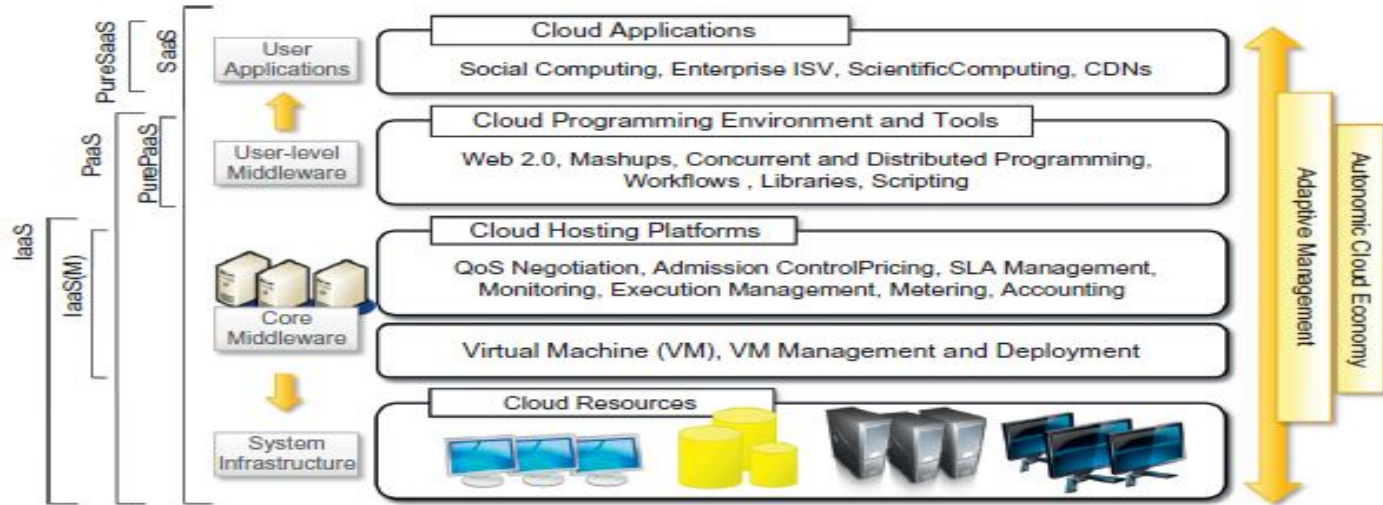 PureSaaS
SaaS
User
Applications
Cloud Applications
Social Computing, Enterprise ISV, ScientificComputing, CDNs
PaaS
PurePaaS
User-level
Middleware
Cloud Programming Environment and Tools
Web 2.0, Mashups, Concurrent and Distributed Programming,
Workflows , Libraries, Scripting
IaaS
IaaS(M)
Core
Middleware
Cloud Hosting Platforms
QoS Negotiation, Admission ControlPricing, SLA Management,
Monitoring, Execution Management, Metering, Accounting
Virtual Machine (VM), VM Management and Deployment
System
Infrastructure
Cloud Resources
Adaptive Management
Autonomic Cloud Economy